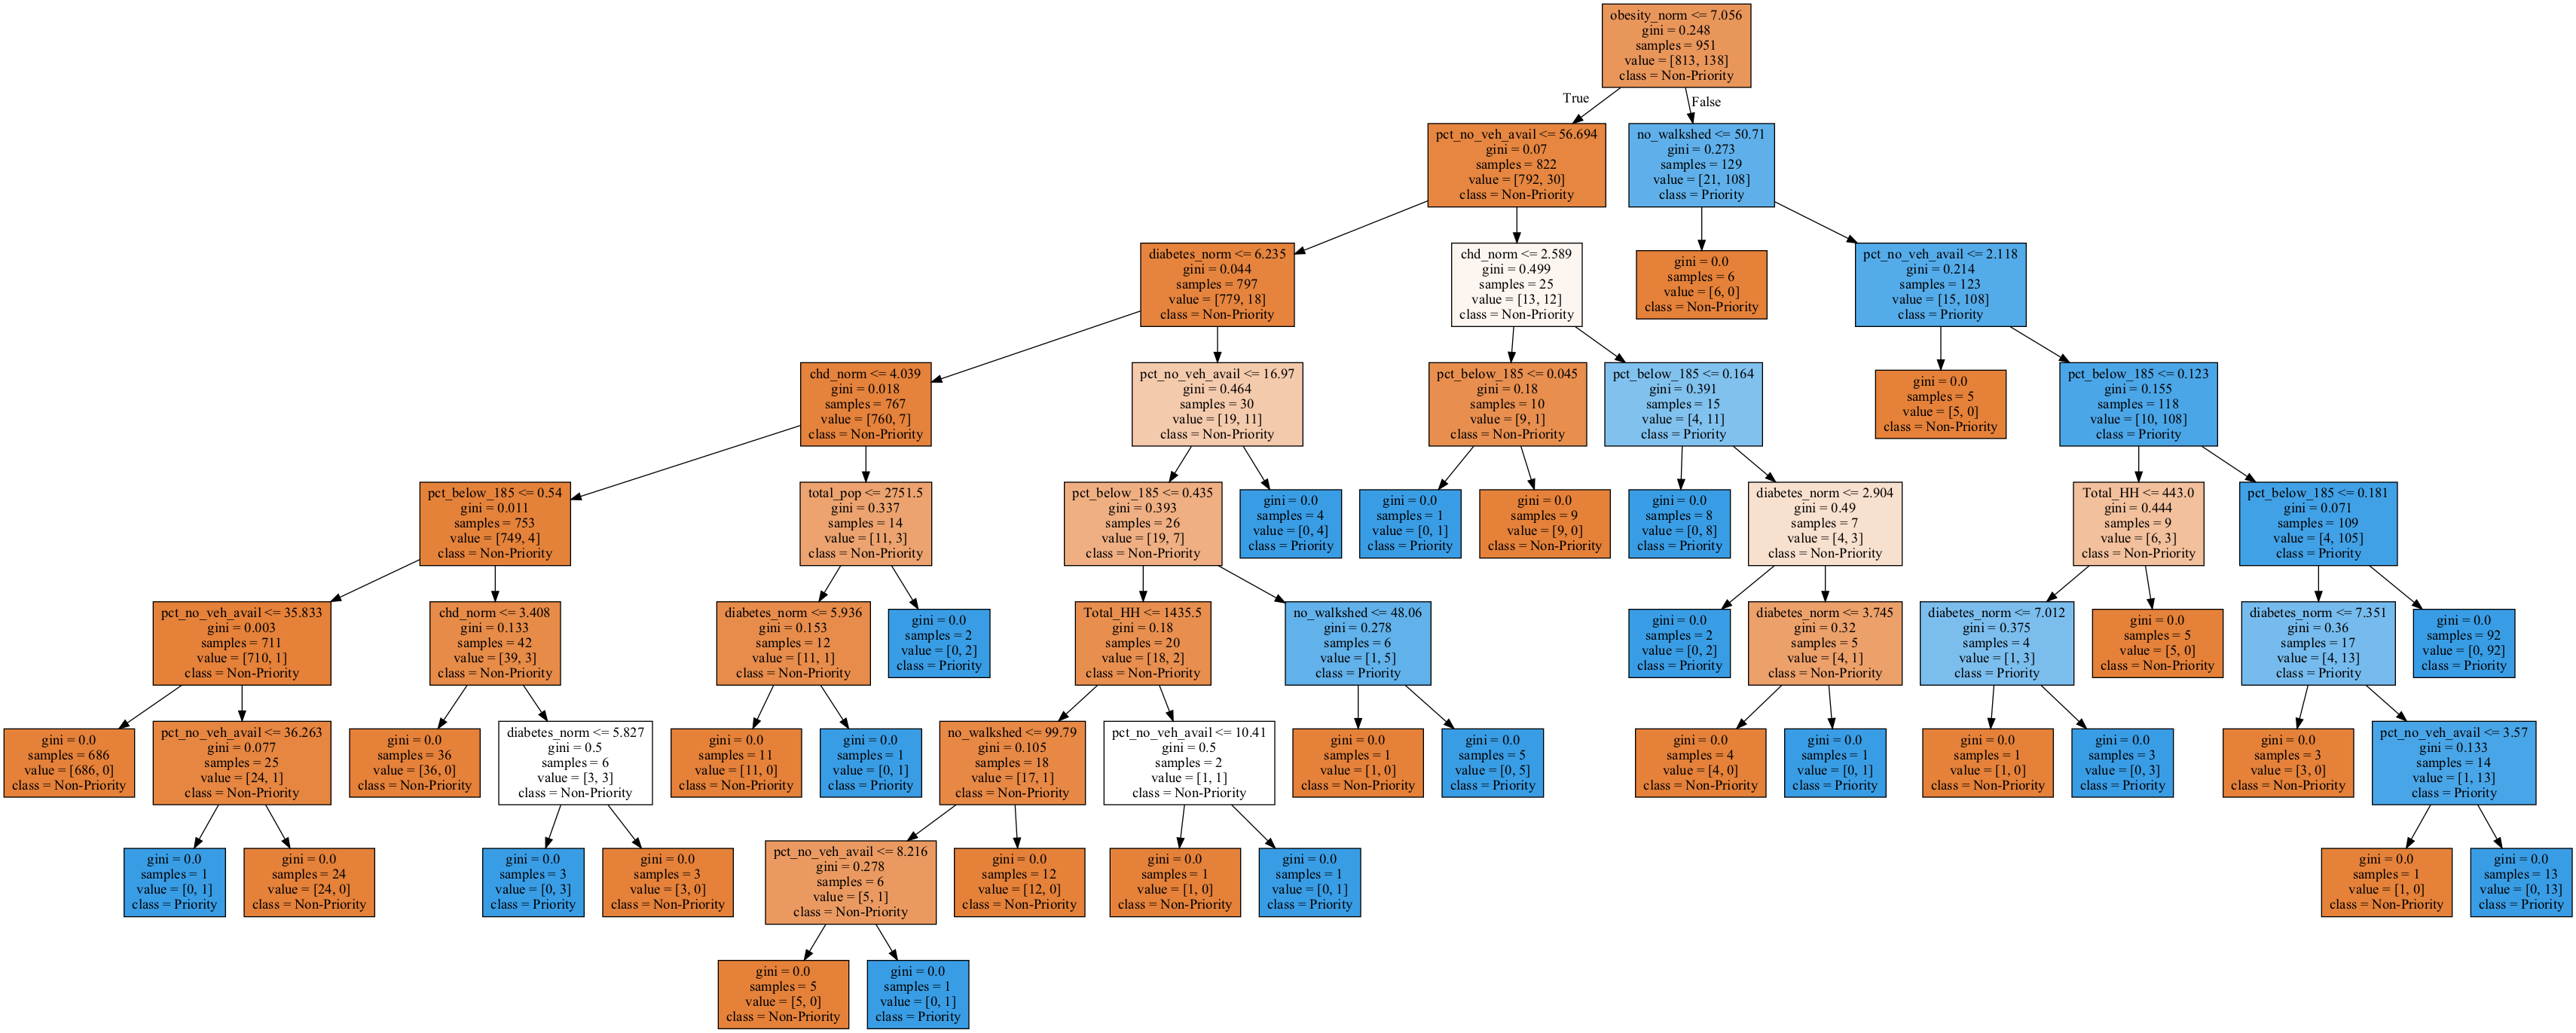 obesity_norm <= 7.056
gini = 0.248
samples = 951
value = [813, 138]
class = Non-Priority
True
False
pct_no_veh_avail <= 56.694
gini = 0.07
samples = 822
value = [792, 30]
class = Non-Priority
no_walkshed <= 50.71
gini = 0.273
samples = 129
value = [21, 108]
class = Priority
diabetes_norm <= 6.235
gini = 0.044
samples = 797
value = [779, 18]
class = Non-Priority
chd_norm <= 2.589
gini = 0.499
samples = 25
value = [13, 12]
class = Non-Priority
gini = 0.0
samples = 6
value = [6, 0]
class = Non-Priority
pct_no_veh_avail <= 2.118
gini = 0.214
samples = 123
value = [15, 108]
class = Priority
chd_norm <= 4.039
gini = 0.018
samples = 767
value = [760, 7]
class = Non-Priority
pct_no_veh_avail <= 16.97
gini = 0.464
samples = 30
value = [19, 11]
class = Non-Priority
pct_below_185 <= 0.045
gini = 0.18
samples = 10
value = [9, 1]
class = Non-Priority
pct_below_185 <= 0.164
gini = 0.391
samples = 15
value = [4, 11]
class = Priority
gini = 0.0
samples = 5
value = [5, 0]
class = Non-Priority
pct_below_185 <= 0.123
gini = 0.155
samples = 118
value = [10, 108]
class = Priority
pct_below_185 <= 0.54
gini = 0.011
samples = 753
value = [749, 4]
class = Non-Priority
total_pop <= 2751.5
gini = 0.337
samples = 14
value = [11, 3]
class = Non-Priority
pct_below_185 <= 0.435
gini = 0.393
samples = 26
value = [19, 7]
class = Non-Priority
gini = 0.0
samples = 4
value = [0, 4]
class = Priority
gini = 0.0
samples = 1
value = [0, 1]
class = Priority
gini = 0.0
samples = 9
value = [9, 0]
class = Non-Priority
gini = 0.0
samples = 8
value = [0, 8]
class = Priority
diabetes_norm <= 2.904
gini = 0.49
samples = 7
value = [4, 3]
class = Non-Priority
Total_HH <= 443.0
gini = 0.444
samples = 9
value = [6, 3]
class = Non-Priority
pct_below_185 <= 0.181
gini = 0.071
samples = 109
value = [4, 105]
class = Priority
pct_no_veh_avail <= 35.833
gini = 0.003
samples = 711
value = [710, 1]
class = Non-Priority
chd_norm <= 3.408
gini = 0.133
samples = 42
value = [39, 3]
class = Non-Priority
diabetes_norm <= 5.936
gini = 0.153
samples = 12
value = [11, 1]
class = Non-Priority
gini = 0.0
samples = 2
value = [0, 2]
class = Priority
Total_HH <= 1435.5
gini = 0.18
samples = 20
value = [18, 2]
class = Non-Priority
no_walkshed <= 48.06
gini = 0.278
samples = 6
value = [1, 5]
class = Priority
gini = 0.0
samples = 2
value = [0, 2]
class = Priority
diabetes_norm <= 3.745
gini = 0.32
samples = 5
value = [4, 1]
class = Non-Priority
diabetes_norm <= 7.012
gini = 0.375
samples = 4
value = [1, 3]
class = Priority
gini = 0.0
samples = 5
value = [5, 0]
class = Non-Priority
diabetes_norm <= 7.351
gini = 0.36
samples = 17
value = [4, 13]
class = Priority
gini = 0.0
samples = 92
value = [0, 92]
class = Priority
gini = 0.0
samples = 686
value = [686, 0]
class = Non-Priority
pct_no_veh_avail <= 36.263
gini = 0.077
samples = 25
value = [24, 1]
class = Non-Priority
gini = 0.0
samples = 36
value = [36, 0]
class = Non-Priority
diabetes_norm <= 5.827
gini = 0.5
samples = 6
value = [3, 3]
class = Non-Priority
gini = 0.0
samples = 11
value = [11, 0]
class = Non-Priority
gini = 0.0
samples = 1
value = [0, 1]
class = Priority
no_walkshed <= 99.79
gini = 0.105
samples = 18
value = [17, 1]
class = Non-Priority
pct_no_veh_avail <= 10.41
gini = 0.5
samples = 2
value = [1, 1]
class = Non-Priority
gini = 0.0
samples = 1
value = [1, 0]
class = Non-Priority
gini = 0.0
samples = 5
value = [0, 5]
class = Priority
gini = 0.0
samples = 4
value = [4, 0]
class = Non-Priority
gini = 0.0
samples = 1
value = [0, 1]
class = Priority
gini = 0.0
samples = 1
value = [1, 0]
class = Non-Priority
gini = 0.0
samples = 3
value = [0, 3]
class = Priority
gini = 0.0
samples = 3
value = [3, 0]
class = Non-Priority
pct_no_veh_avail <= 3.57
gini = 0.133
samples = 14
value = [1, 13]
class = Priority
gini = 0.0
samples = 1
value = [0, 1]
class = Priority
gini = 0.0
samples = 24
value = [24, 0]
class = Non-Priority
gini = 0.0
samples = 3
value = [0, 3]
class = Priority
gini = 0.0
samples = 3
value = [3, 0]
class = Non-Priority
pct_no_veh_avail <= 8.216
gini = 0.278
samples = 6
value = [5, 1]
class = Non-Priority
gini = 0.0
samples = 12
value = [12, 0]
class = Non-Priority
gini = 0.0
samples = 1
value = [1, 0]
class = Non-Priority
gini = 0.0
samples = 1
value = [0, 1]
class = Priority
gini = 0.0
samples = 1
value = [1, 0]
class = Non-Priority
gini = 0.0
samples = 13
value = [0, 13]
class = Priority
gini = 0.0
samples = 5
value = [5, 0]
class = Non-Priority
gini = 0.0
samples = 1
value = [0, 1]
class = Priority